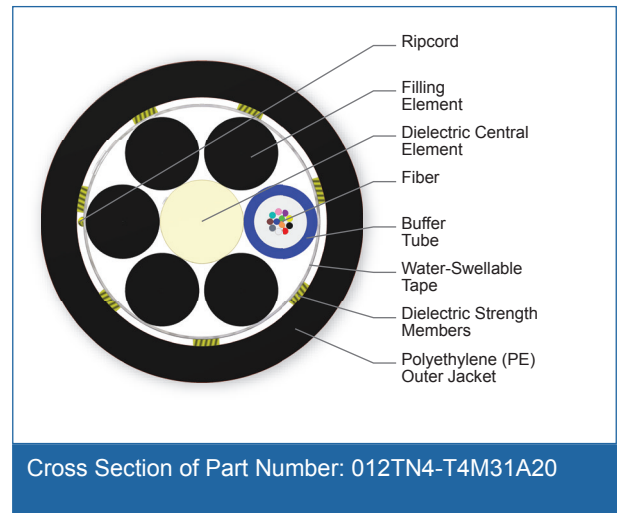 Ripcord
Filling
Element
Dielectric Central
Element
Fiber
Buffer
Tube
Water-Swellable
Tape
Dielectric Strength
Members
Polyethylene (PE)
Outer Jacket
Cross Section of Part Number: 012TN4-T4M31A20